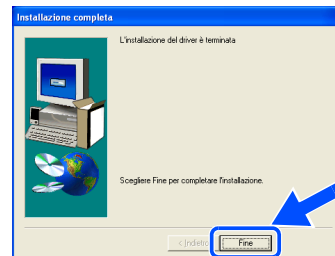 Installazione completa
L'installazione del driver è terminata
Scegliere Fine per completare l'installazione.
< Indietro
Fine